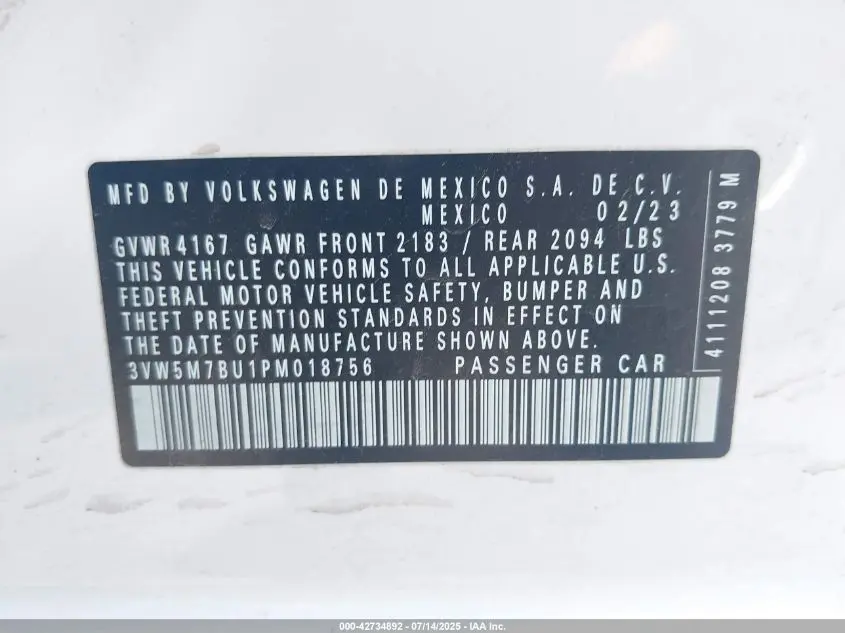 MFD BY VOLKSWAGEN DE MEXICO S.A. DE C.V.
MEXICO 02/23
GVWR 4167 GAWR FRONT 2183 / REAR 2094 LBS
THIS VEHICLE CONFORMS TO ALL APPLICABLE U.S.
FEDERAL MOTOR VEHICLE SAFETY, BUMPER AND
THEFT PREVENTION STANDARDS IN EFFECT ON
THE DATE OF MANUFACTURE SHOWN ABOVE.
3VW5M7BU1PM018756 PASSENGER CAR
4111208 3779 M
000-42734892 - 07/14/2025 - IAA Inc.